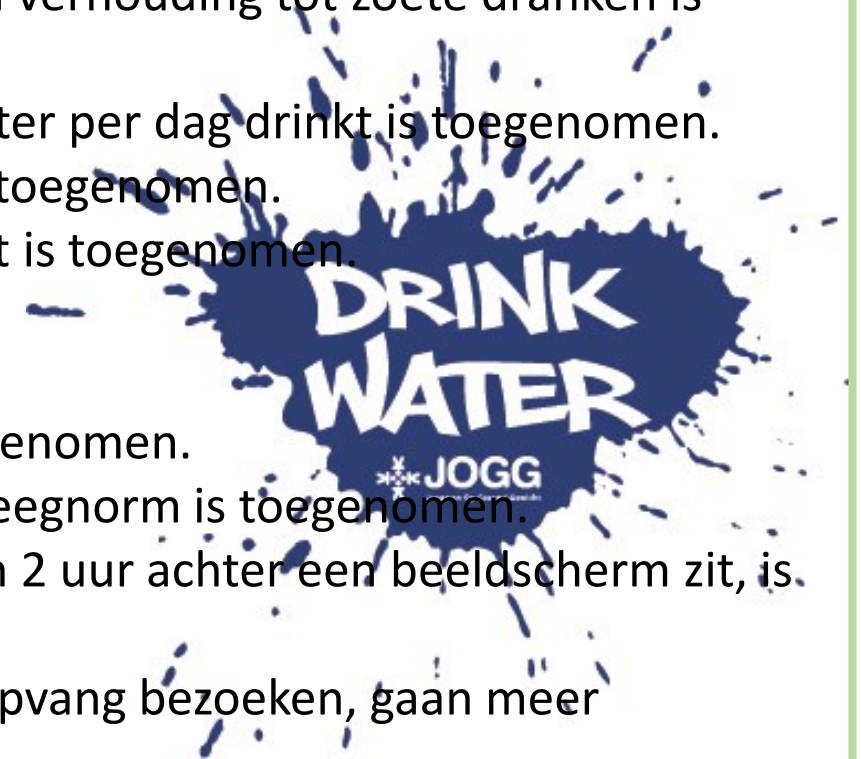 verhouding tot zoete dranken is
ter per dag drinkt is toegenomen.
toegenomen.
t is toegenomen.
DRINK
WATER
JOGG
enomen.
eegnorm is toegenomen.
n 2 uur achter een beeldscherm zit, is
pvang bezoeken, gaan meer